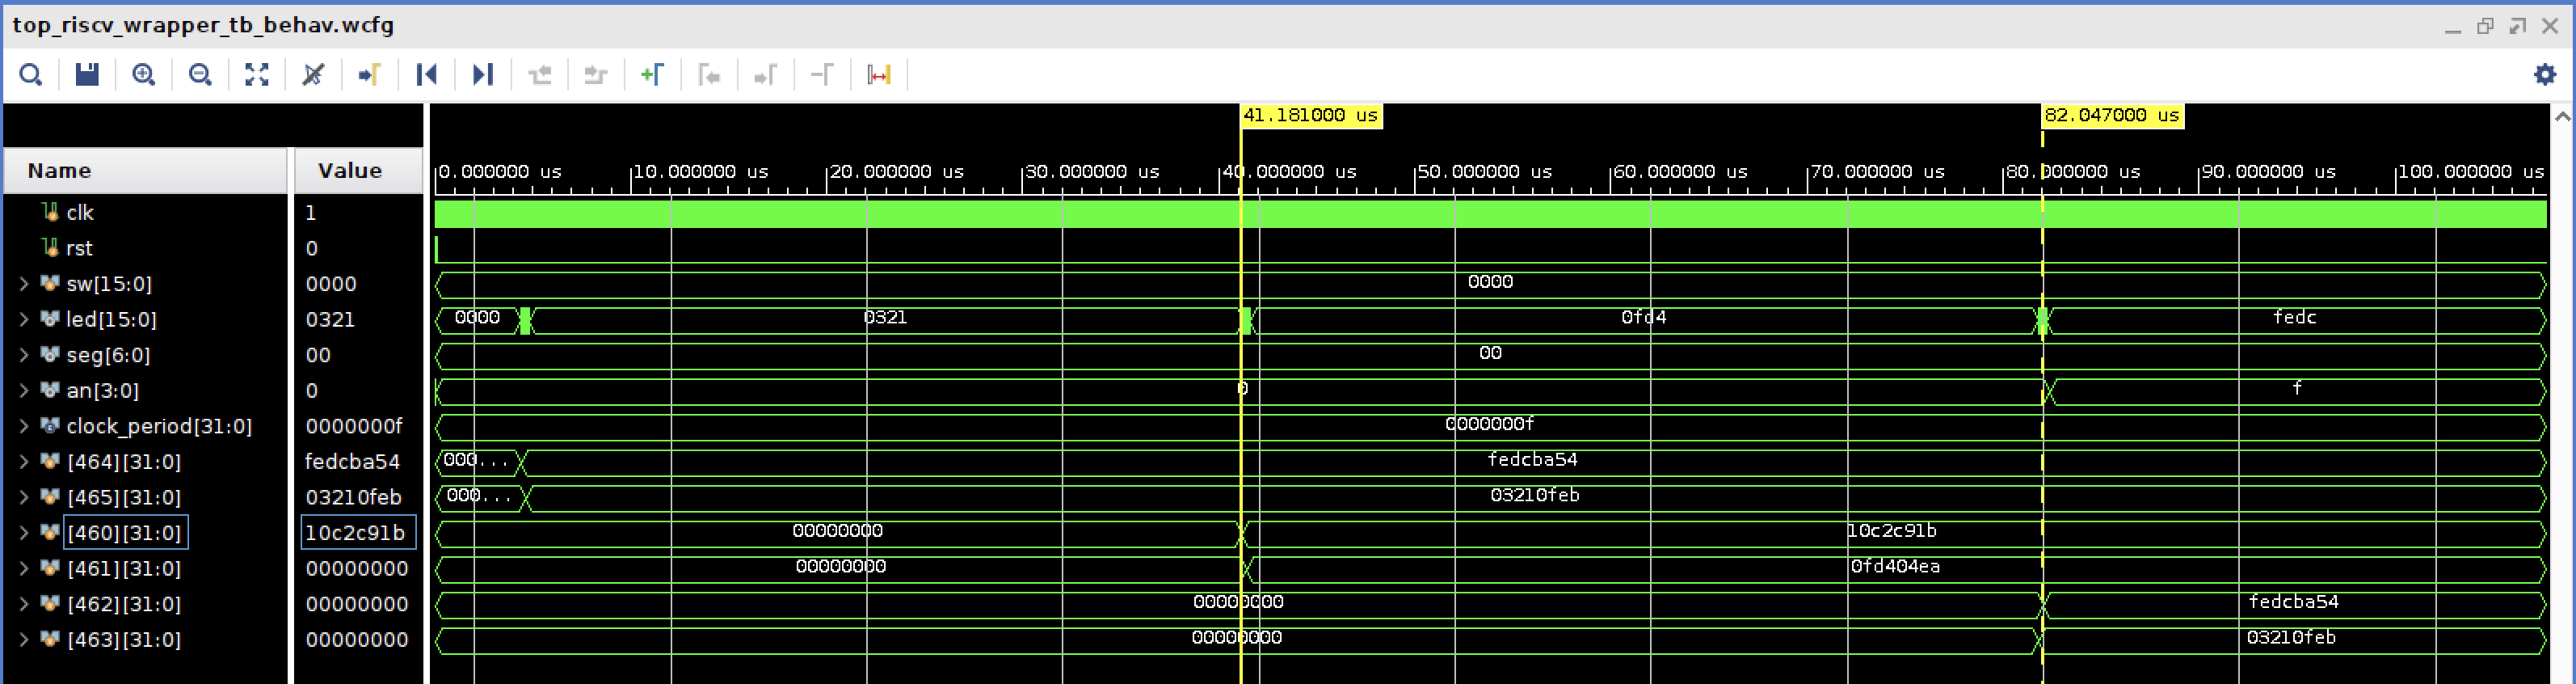 top_riscv_wrapper_tb_behav.wcfg
41.181000 us 82.047000 us
Name Value 0.000000 us 10.000000 us 20.000000 us 30.000000 us 40.000000 us 50.000000 us 60.000000 us 70.000000 us 80.000000 us 90.000000 us 100.000000 us
clk 1
rst 0
sw[15:0] 0000 0000
led[15:0] 0321 0000 0321 0fd4 fedc
seg[6:0] 00 00
an[3:0] 0 0 f
clock_period[31:0] 0000000f 0000000f
[464][31:0] fedcba54 000... fedcba54
[465][31:0] 03210feb 000... 03210feb
[460][31:0] 10c2c91b 00000000 10c2c91b
[461][31:0] 00000000 00000000 0fd404ea
[462][31:0] 00000000 00000000 fedcba54
[463][31:0] 00000000 00000000 03210feb